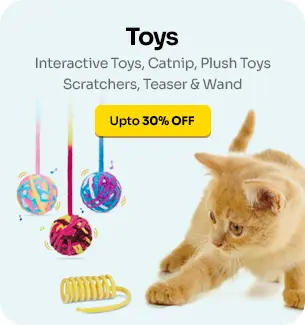 Toys
Interactive Toys, Catnip, Plush Toys
Scratchers, Teaser & Wand
Upto 30% OFF